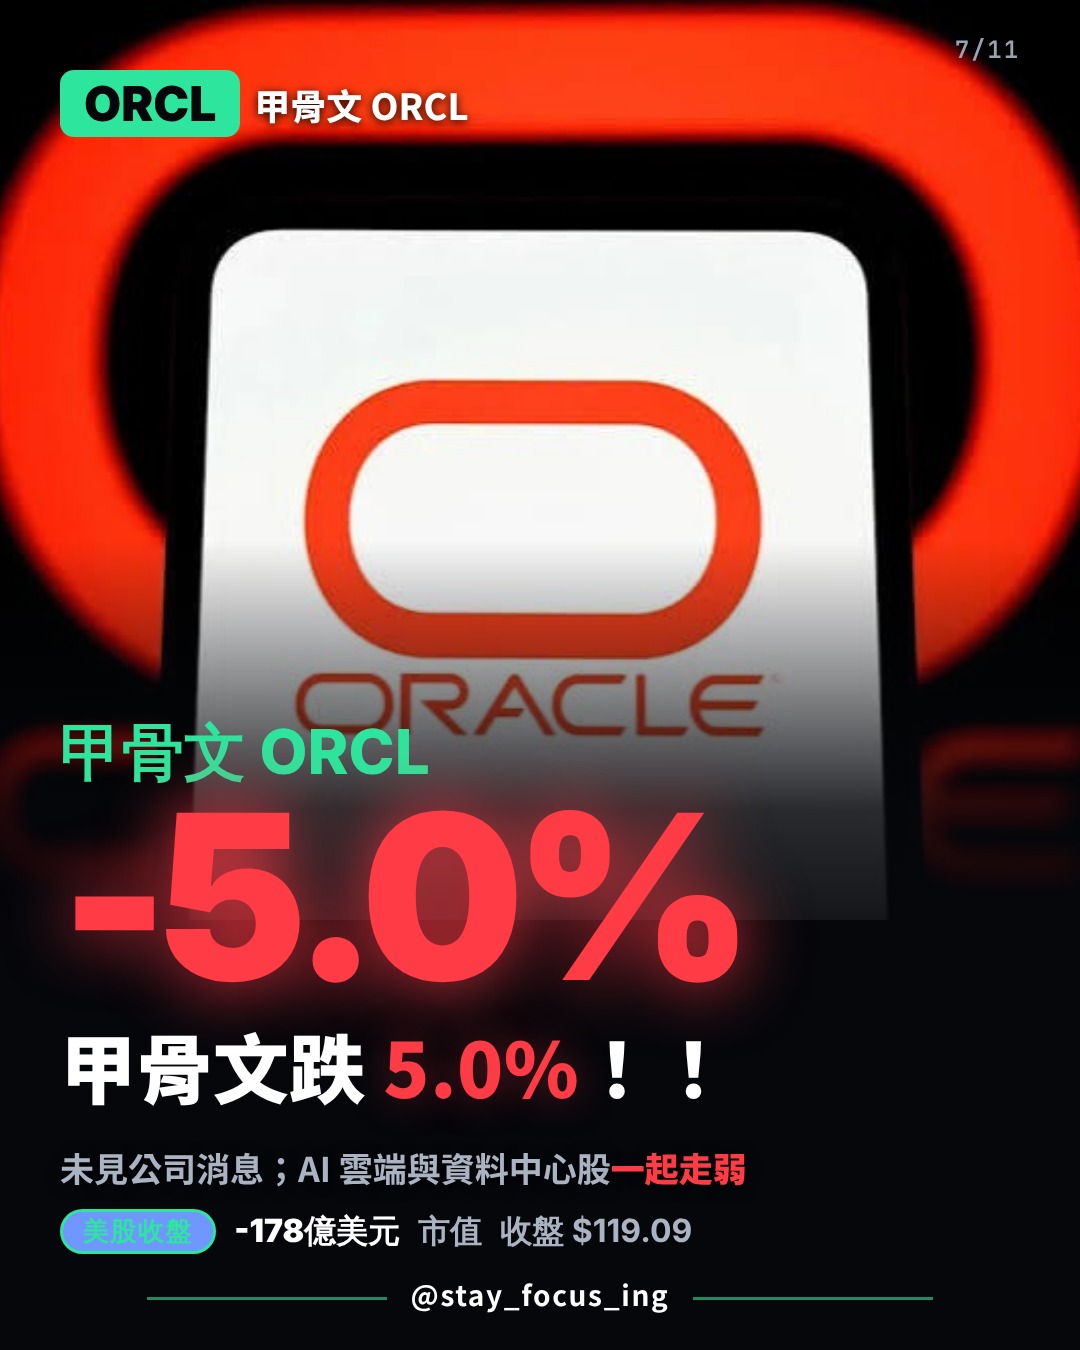 7/11
ORCL 甲骨文 ORCL
ORACLE
甲骨文 ORCL
-5.0%
甲骨文跌 5.0%！！
未見公司消息；AI 雲端與資料中心股一起走弱
美股收盤 -178億美元 市值 收盤 $119.09
@stay_focus_ing